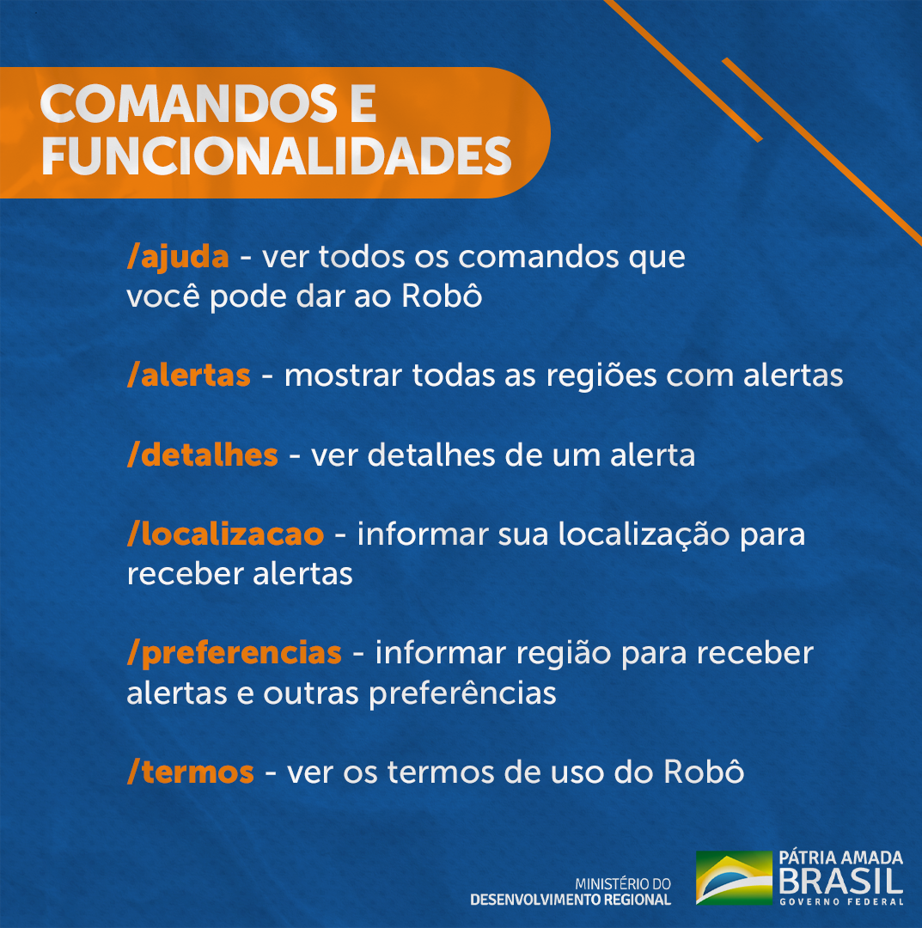 COMANDOS E
FUNCIONALIDADES
/ajuda - ver todos os comandos que
você pode dar ao Robô
/alertas - mostrar todas as regiões com alertas
/detalhes - ver detalhes de um alerta
/localizacao - informar sua localização para
receber alertas
/preferencias - informar região para receber
alertas e outras preferências
/termos - ver os termos de uso do Robô
MINISTÉRIO DO
DESENVOLVIMENTO REGIONAL
PÁTRIA AMADA
BRASIL
GOVERNO FEDERAL